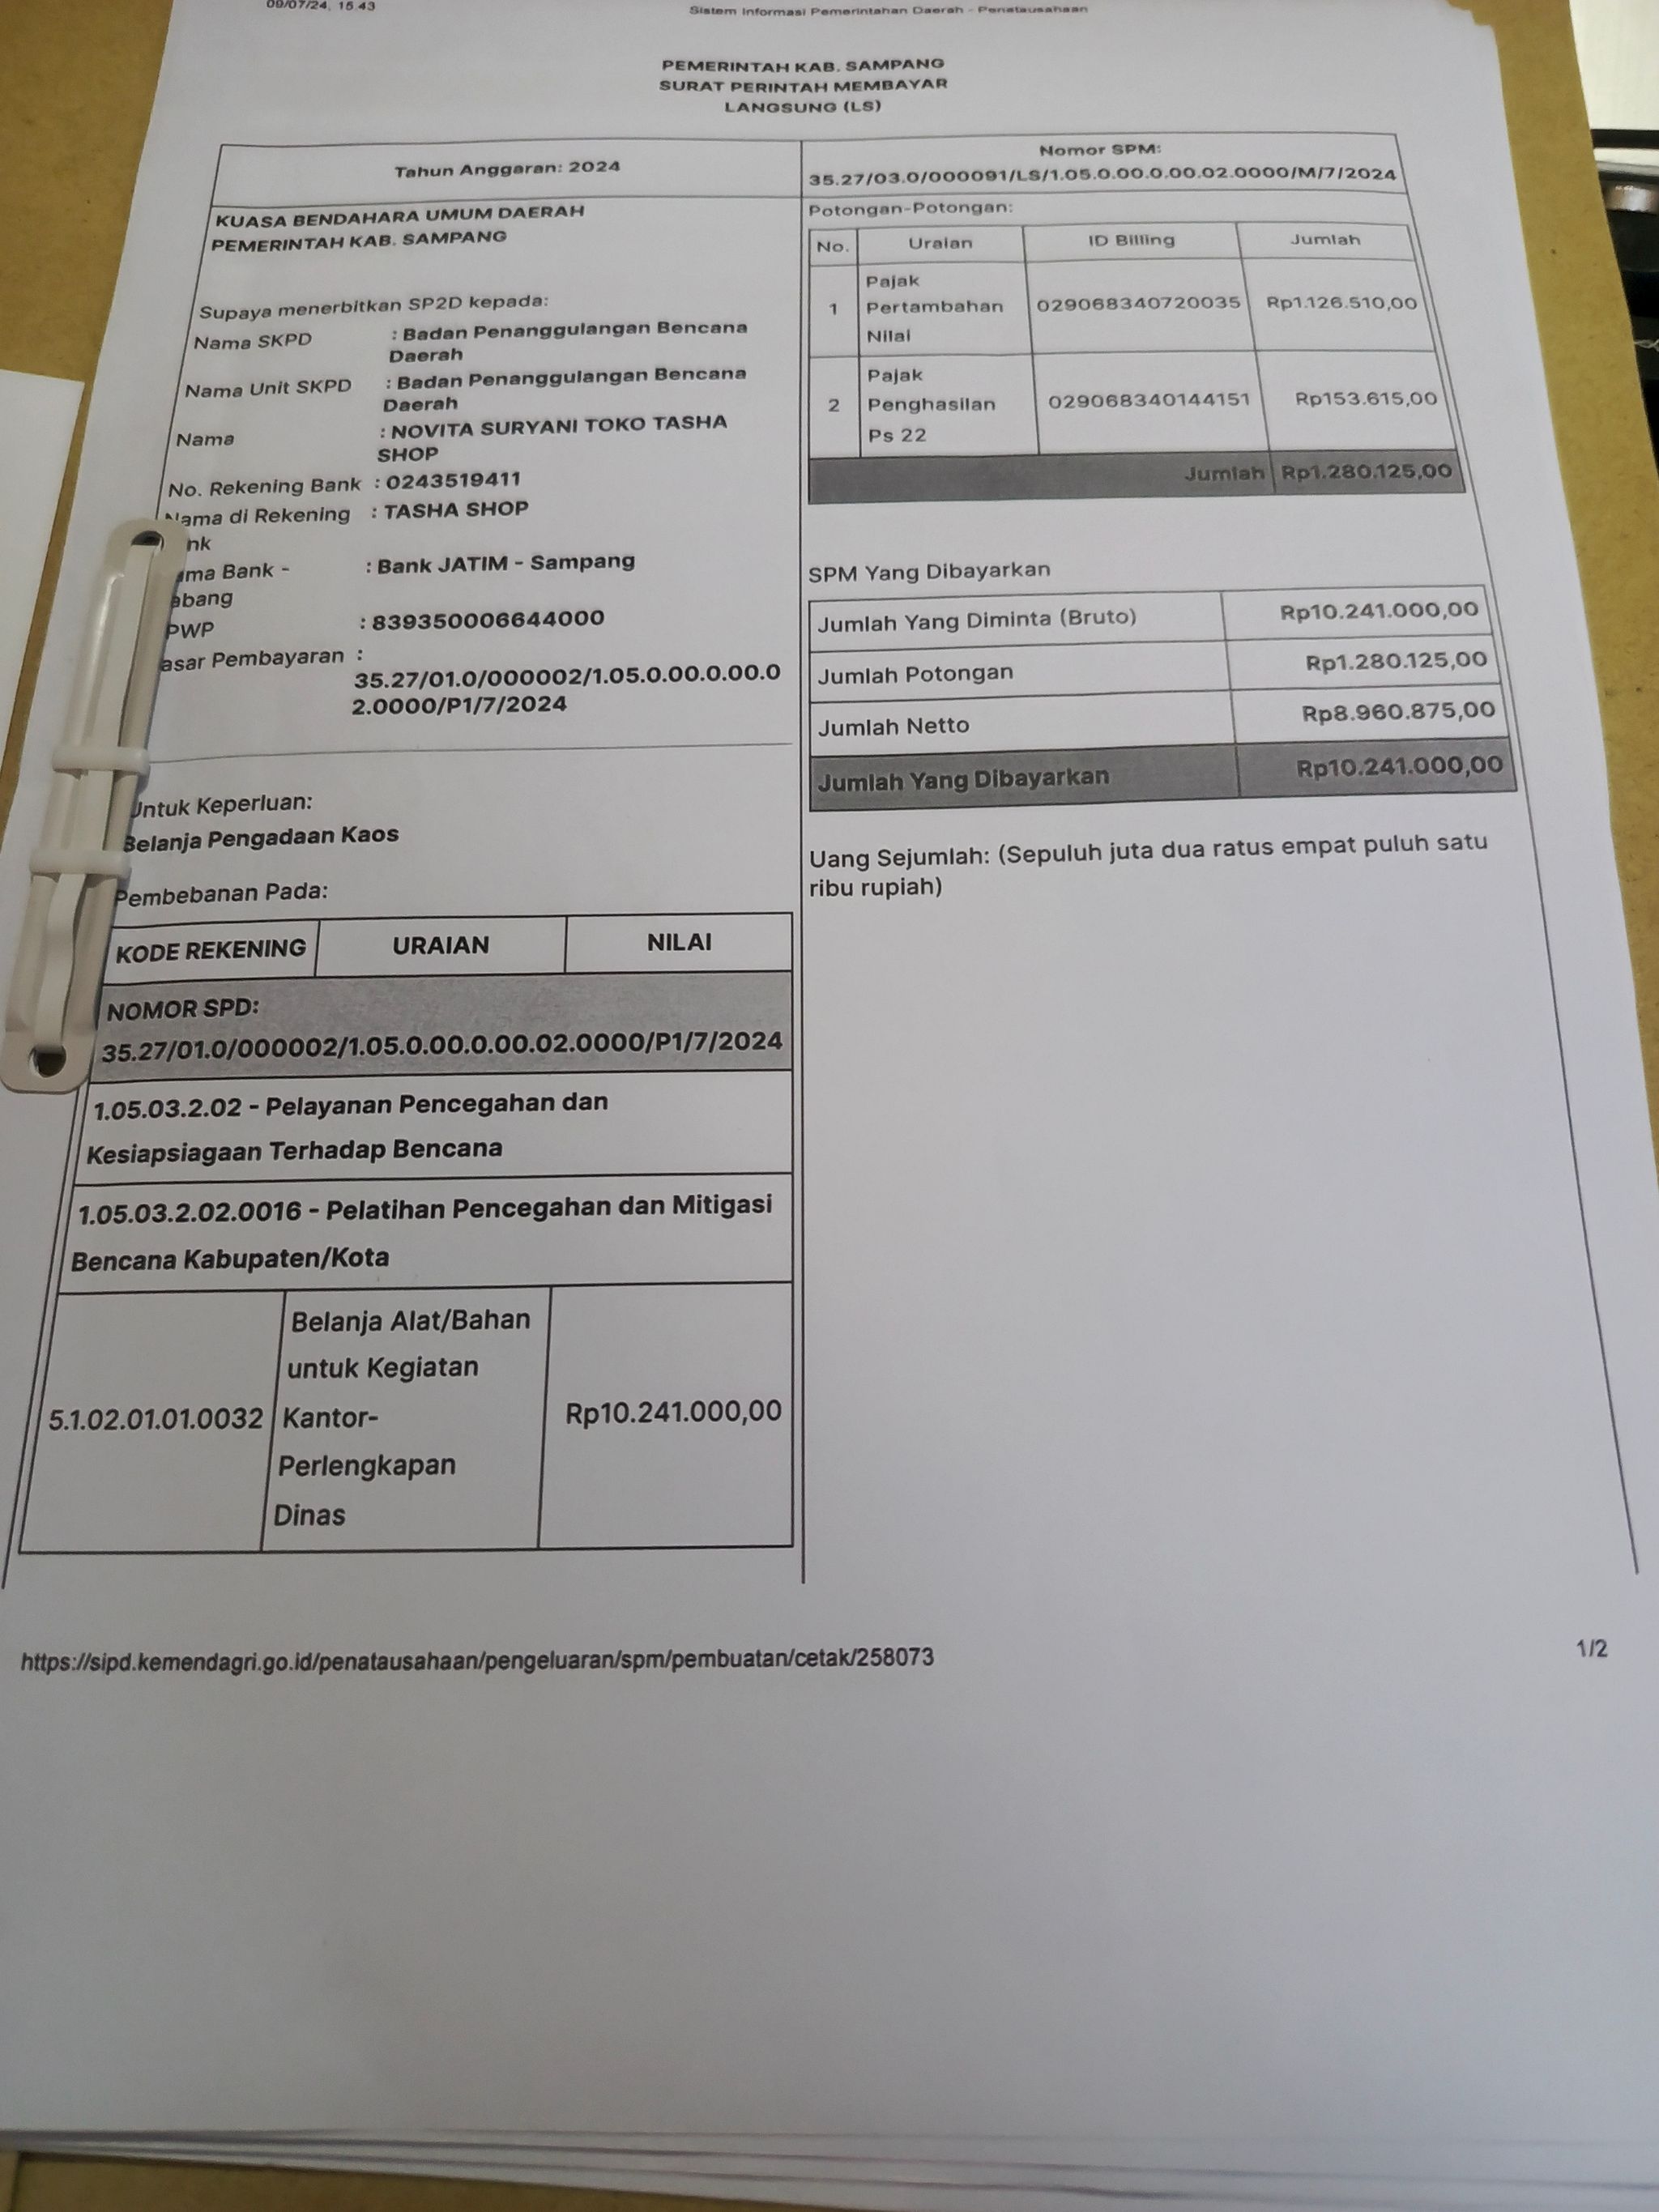 09/07/24, 15.43
Sistem Informasi Pemerintahan Daerah - Penatausahaan
PEMERINTAH KAB. SAMPANG
SURAT PERINTAH MEMBAYAR
LANGSUNG (LS)
Tahun Anggaran: 2024
Nomor SPM:
35.27/03.0/000091/LS/1.05.0.00.0.00.02.0000/M/7/2024
KUASA BENDAHARA UMUM DAERAH
PEMERINTAH KAB. SAMPANG
Supaya menerbitkan SP2D kepada:
Nama SKPD : Badan Penanggulangan Bencana
Daerah
Nama Unit SKPD : Badan Penanggulangan Bencana
Daerah
Nama : NOVITA SURYANI TOKO TASHA
SHOP
No. Rekening Bank : 0243519411
Nama di Rekening : TASHA SHOP
nk
ma Bank - : Bank JATIM - Sampang
abang
PWP : 839350006644000
asar Pembayaran :
35.27/01.0/000002/1.05.0.00.0.00.0
2.0000/P1/7/2024
Untuk Keperluan:
Belanja Pengadaan Kaos
Pembebanan Pada:
KODE REKENING URAIAN NILAI
NOMOR SPD:
35.27/01.0/000002/1.05.0.00.0.00.02.0000/P1/7/2024
1.05.03.2.02 - Pelayanan Pencegahan dan
Kesiapsiagaan Terhadap Bencana
1.05.03.2.02.0016 - Pelatihan Pencegahan dan Mitigasi
Bencana Kabupaten/Kota
Belanja Alat/Bahan
untuk Kegiatan
5.1.02.01.01.0032 Kantor- Rp10.241.000,00
Perlengkapan
Dinas
Potongan-Potongan:
No. Uraian ID Billing Jumlah
Pajak
1 Pertambahan 029068340720035 Rp1.126.510,00
Nilai
Pajak
2 Penghasilan 029068340144151 Rp153.615,00
Ps 22
Jumlah Rp1.280.125,00
SPM Yang Dibayarkan
Jumlah Yang Diminta (Bruto) Rp10.241.000,00
Jumlah Potongan Rp1.280.125,00
Jumlah Netto Rp8.960.875,00
Jumlah Yang Dibayarkan Rp10.241.000,00
Uang Sejumlah: (Sepuluh juta dua ratus empat puluh satu
ribu rupiah)
https://sipd.kemendagri.go.id/penatausahaan/pengeluaran/spm/pembuatan/cetak/258073
1/2